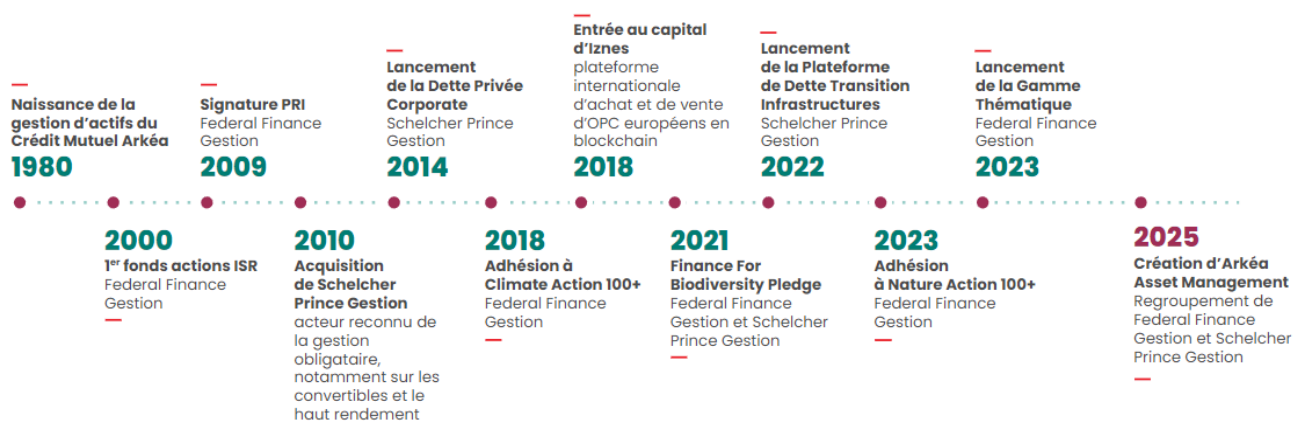 Naissance de la
gestion d'actifs du
Crédit Mutuel Arkéa
1980
Signature PRI
Federal Finance
Gestion
2009
Lancement
de la Dette Privée
Corporate
Schelcher Prince
Gestion
2014
Entrée au capital
d'Iznes
plateforme
internationale
d'achat et de vente
d'OPC européens en
blockchain
2018
Lancement
de la Plateforme
de Dette Transition
Infrastructures
Schelcher Prince
Gestion
2022
Lancement
de la Gamme
Thématique
Federal Finance
Gestion
2023
2000
1er fonds actions ISR
Federal Finance
Gestion
2010
Acquisition
de Schelcher
Prince Gestion
acteur reconnu de
la gestion
obligataire,
notamment sur les
convertibles et le
haut rendement
2018
Adhésion à
Climate Action 100+
Federal Finance
Gestion
2021
Finance For
Biodiversity Pledge
Federal Finance
Gestion et Schelcher
Prince Gestion
2023
Adhésion
à Nature Action 100+
Federal Finance
Gestion
2025
Création d'Arkéa
Asset Management
Regroupement de
Federal Finance
Gestion et Schelcher
Prince Gestion